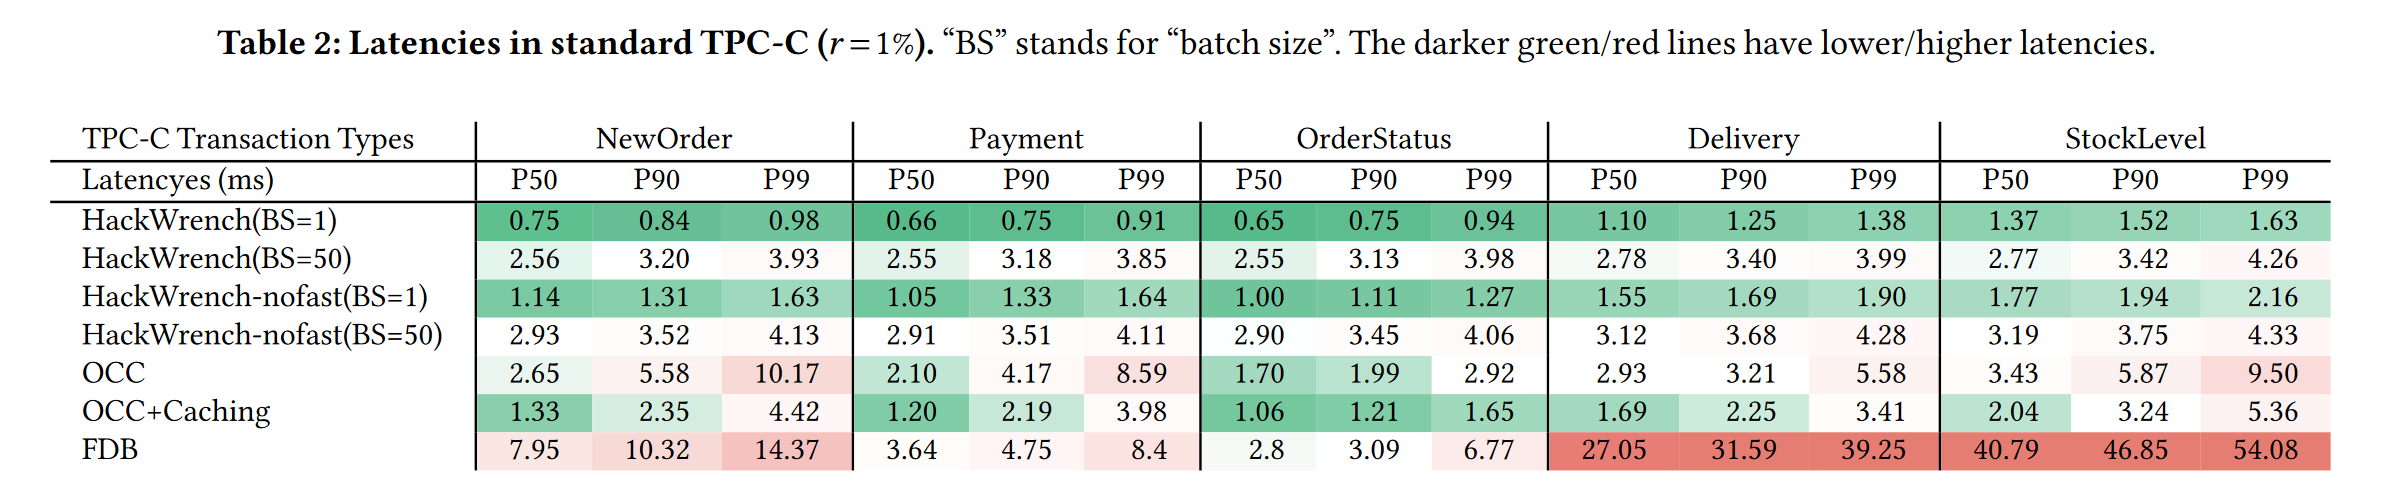 Table 2: Latencies in standard TPC-C (r = 1%). “BS” stands for “batch size”. The darker green/red lines have lower/higher latencies.
TPC-C Transaction Types NewOrder Payment OrderStatus Delivery StockLevel
Latencyes (ms) P50 P90 P99 P50 P90 P99 P50 P90 P99 P50 P90 P99 P50 P90 P99
HackWrench(BS=1) 0.75 0.84 0.98 0.66 0.75 0.91 0.65 0.75 0.94 1.10 1.25 1.38 1.37 1.52 1.63
HackWrench(BS=50) 2.56 3.20 3.93 2.55 3.18 3.85 2.55 3.13 3.98 2.78 3.40 3.99 2.77 3.42 4.26
HackWrench-nofast(BS=1) 1.14 1.31 1.63 1.05 1.33 1.64 1.00 1.11 1.27 1.55 1.69 1.90 1.77 1.94 2.16
HackWrench-nofast(BS=50) 2.93 3.52 4.13 2.91 3.51 4.11 2.90 3.45 4.06 3.12 3.68 4.28 3.19 3.75 4.33
OCC 2.65 5.58 10.17 2.10 4.17 8.59 1.70 1.99 2.92 2.93 3.21 5.58 3.43 5.87 9.50
OCC+Caching 1.33 2.35 4.42 1.20 2.19 3.98 1.06 1.21 1.65 1.69 2.25 3.41 2.04 3.24 5.36
FDB 7.95 10.32 14.37 3.64 4.75 8.4 2.8 3.09 6.77 27.05 31.59 39.25 40.79 46.85 54.08